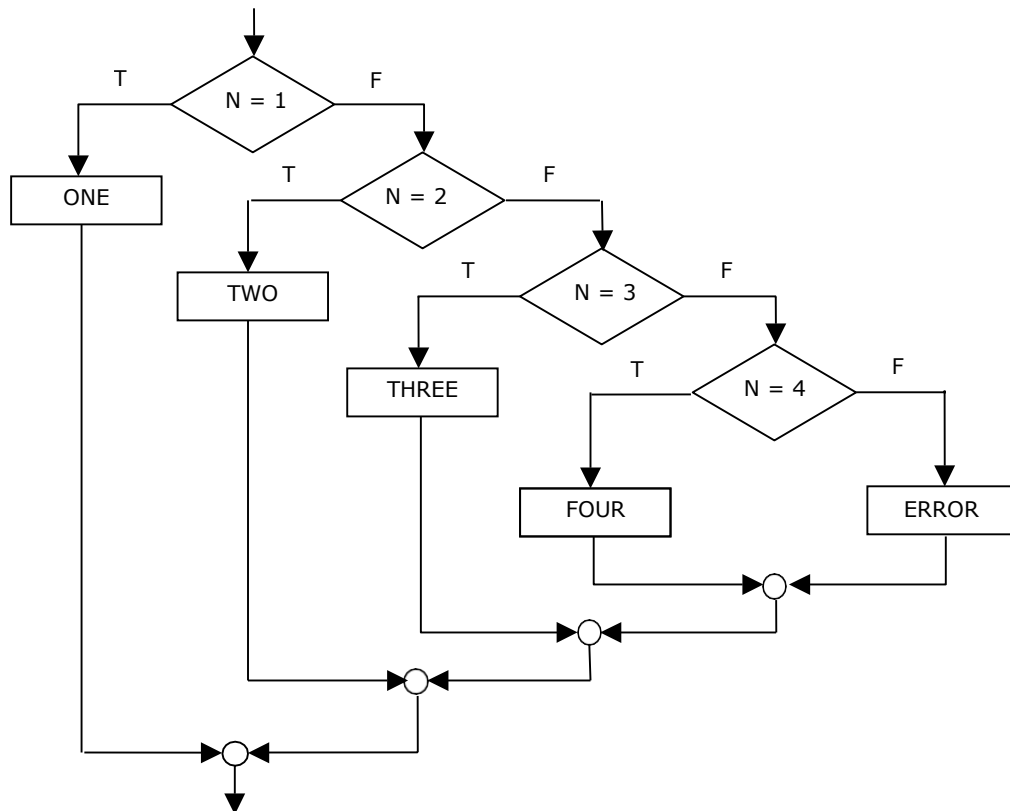 T
F
N = 1
ONE
T
F
N = 2
TWO
T
F
N = 3
THREE
T
F
N = 4
FOUR
ERROR